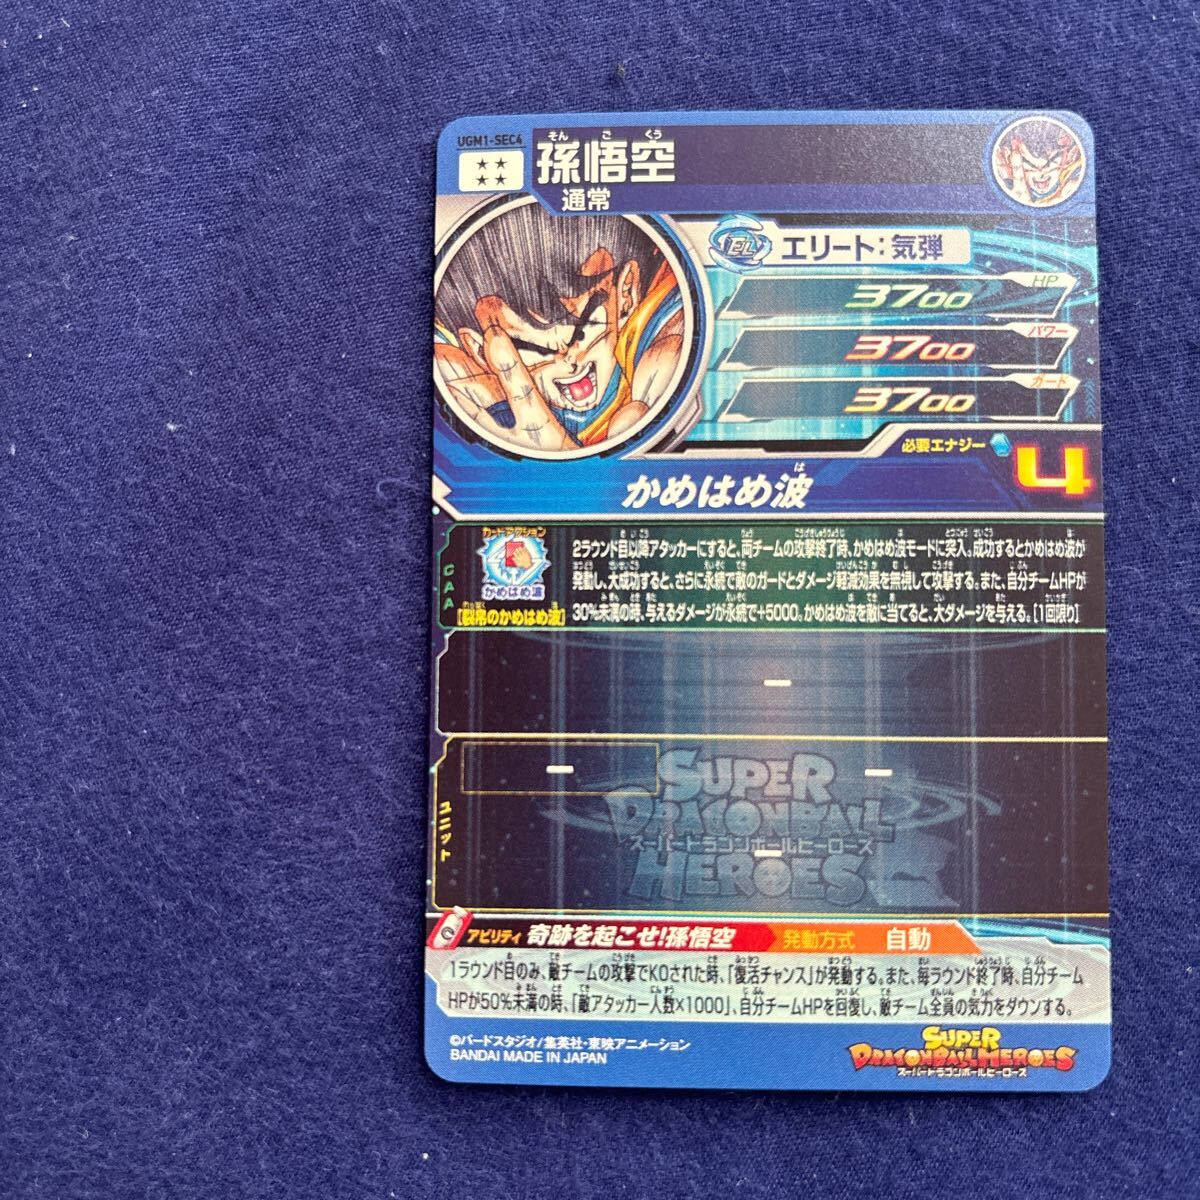 UGM1-SEC4
そんごくう
孫悟空
通常
EL エリート:気弾
HP
3700
パワー
3700
ガード
3700
必要エナジー 4
は
かめはめ波
カードアクション
かめはめ波
CAA
[裂帛のかめはめ波]
2ラウンド目以降アタッカーにすると、両チームの攻撃終了時、かめはめ波モードに突入。成功するとかめはめ波が
発動し、大成功すると、さらに永続で敵のガードとダメージ軽減効果を無視して攻撃する。また、自分チームHPが
30%未満の時、与えるダメージが永続で+5000。かめはめ波を敵に当てると、大ダメージを与える。[1回限り]
-
ユニット
- -
-
SUPER
DRAGONBALL
スーパードラゴンボールヒーローズ
HEROES
アビリティ 奇跡を起こせ!孫悟空 発動方式 自動
1ラウンド目のみ、敵チームの攻撃でKOされた時、「復活チャンス」が発動する。また、毎ラウンド終了時、自分チーム
HPが50%未満の時、「敵アタッカー人数×1000」、自分チームHPを回復し、敵チーム全員の気力をダウンする。
©バードスタジオ/集英社・東映アニメーション
BANDAI MADE IN JAPAN
SUPER
DRAGONBALL HEROES
スーパードラゴンボールヒーローズ